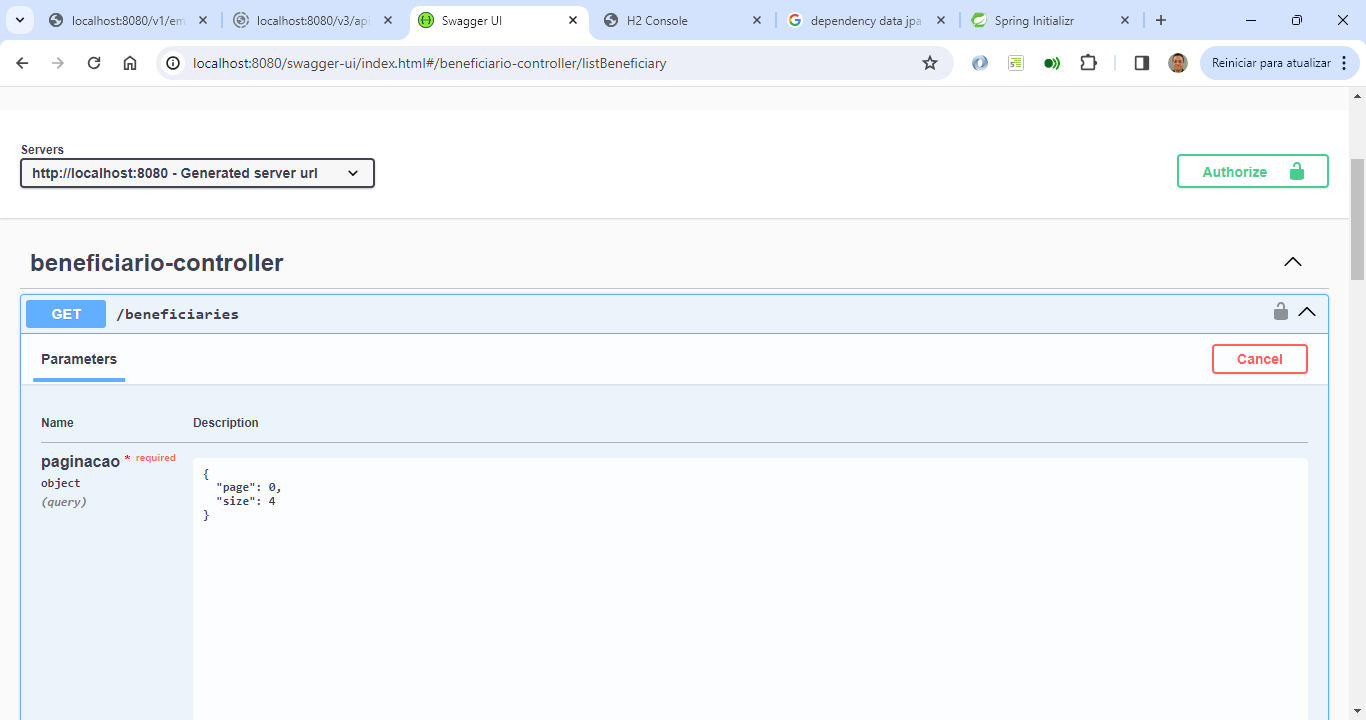 localhost:8080/v1/em
localhost:8080/v3/api
Swagger UI
H2 Console
dependency data jpa
Spring Initializr
localhost:8080/swagger-ui/index.html#/beneficiario-controller/listBeneficiary
Reiniciar para atualizar
Servers
http://localhost:8080 - Generated server url
Authorize
beneficiario-controller
GET /beneficiaries
Parameters
Cancel
Name Description
paginacao * required
object
(query)
{
"page": 0,
"size": 4
}